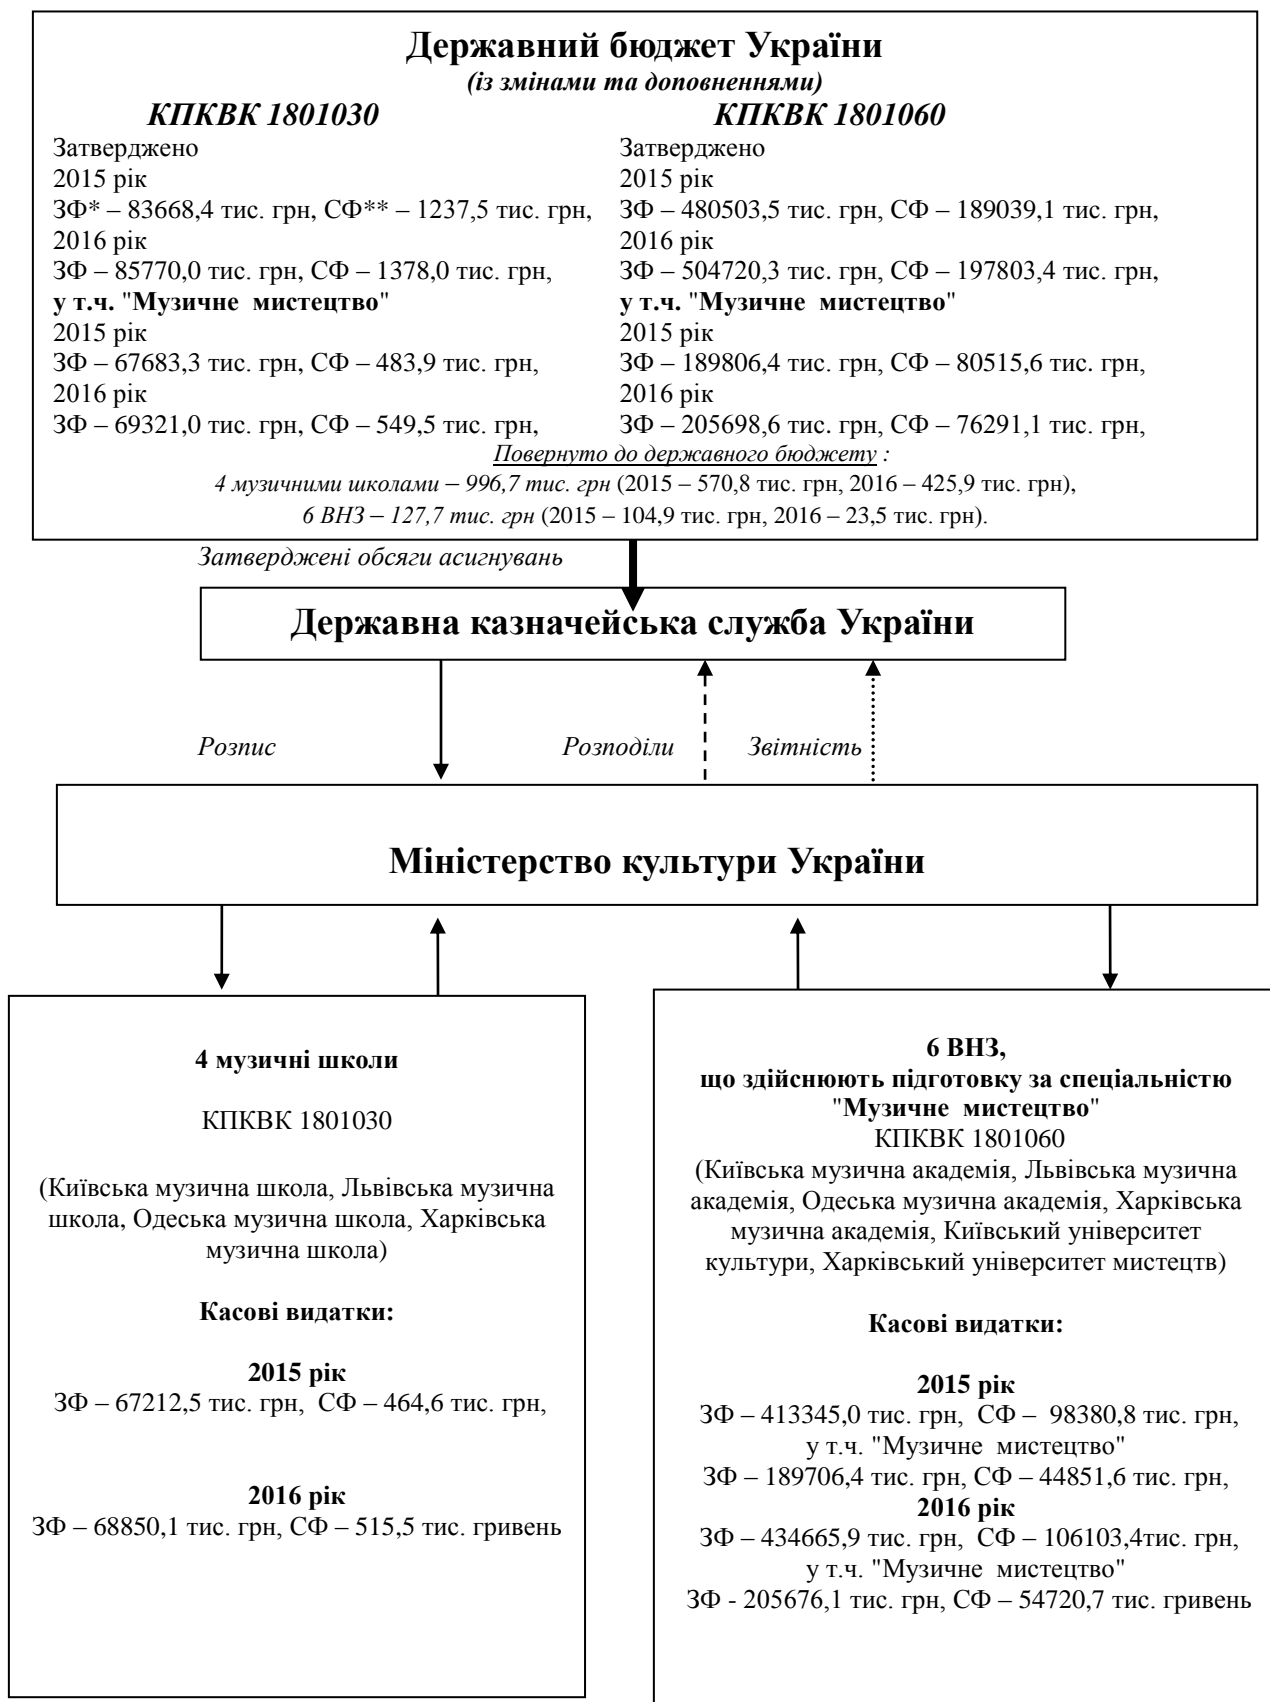 Державний бюджет України
(із змінами та доповненнями)
КПКВК 1801030
Затверджено
2015 рік
ЗФ* – 83668,4 тис. грн, СФ** – 1237,5 тис. грн,
2016 рік
ЗФ – 85770,0 тис. грн, СФ – 1378,0 тис. грн,
у т.ч. "Музичне мистецтво"
2015 рік
ЗФ – 67683,3 тис. грн, СФ – 483,9 тис. грн,
2016 рік
ЗФ – 69321,0 тис. грн, СФ – 549,5 тис. грн,
КПКВК 1801060
Затверджено
2015 рік
ЗФ – 480503,5 тис. грн, СФ – 189039,1 тис. грн,
2016 рік
ЗФ – 504720,3 тис. грн, СФ – 197803,4 тис. грн,
у т.ч. "Музичне мистецтво"
2015 рік
ЗФ – 189806,4 тис. грн, СФ – 80515,6 тис. грн,
2016 рік
ЗФ – 205698,6 тис. грн, СФ – 76291,1 тис. грн,
Повернуто до державного бюджету :
4 музичними школами – 996,7 тис. грн (2015 – 570,8 тис. грн, 2016 – 425,9 тис. грн),
6 ВНЗ – 127,7 тис. грн (2015 – 104,9 тис. грн, 2016 – 23,5 тис. грн).
Затверджені обсяги асигнувань
Державна казначейська служба України
Розпис Розподіли Звітність
Міністерство культури України
4 музичні школи
КПКВК 1801030
(Київська музична школа, Львівська музична
школа, Одеська музична школа, Харківська
музична школа)
Касові видатки:
2015 рік
ЗФ – 67212,5 тис. грн, СФ – 464,6 тис. грн,
2016 рік
ЗФ – 68850,1 тис. грн, СФ – 515,5 тис. гривень
6 ВНЗ,
що здійснюють підготовку за спеціальністю
"Музичне мистецтво"
КПКВК 1801060
(Київська музична академія, Львівська музична
академія, Одеська музична академія, Харківська
музична академія, Київський університет
культури, Харківський університет мистецтв)
Касові видатки:
2015 рік
ЗФ – 413345,0 тис. грн, СФ – 98380,8 тис. грн,
у т.ч. "Музичне мистецтво"
ЗФ – 189706,4 тис. грн, СФ – 44851,6 тис. грн,
2016 рік
ЗФ – 434665,9 тис. грн, СФ – 106103,4тис. грн,
у т.ч. "Музичне мистецтво"
ЗФ - 205676,1 тис. грн, СФ – 54720,7 тис. гривень